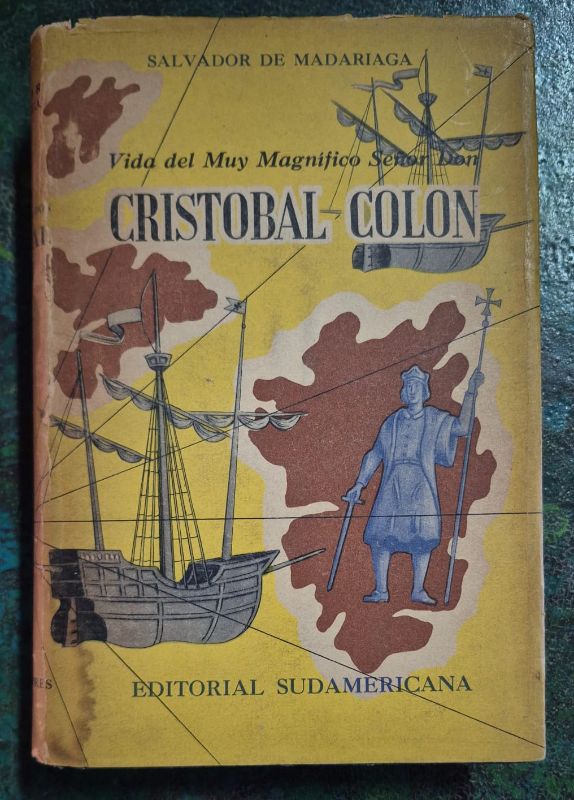 SALVADOR DE MADARIAGA
Vida del Muy Magnífico Señor Don
CRISTOBAL COLON
EDITORIAL SUDAMERICANA